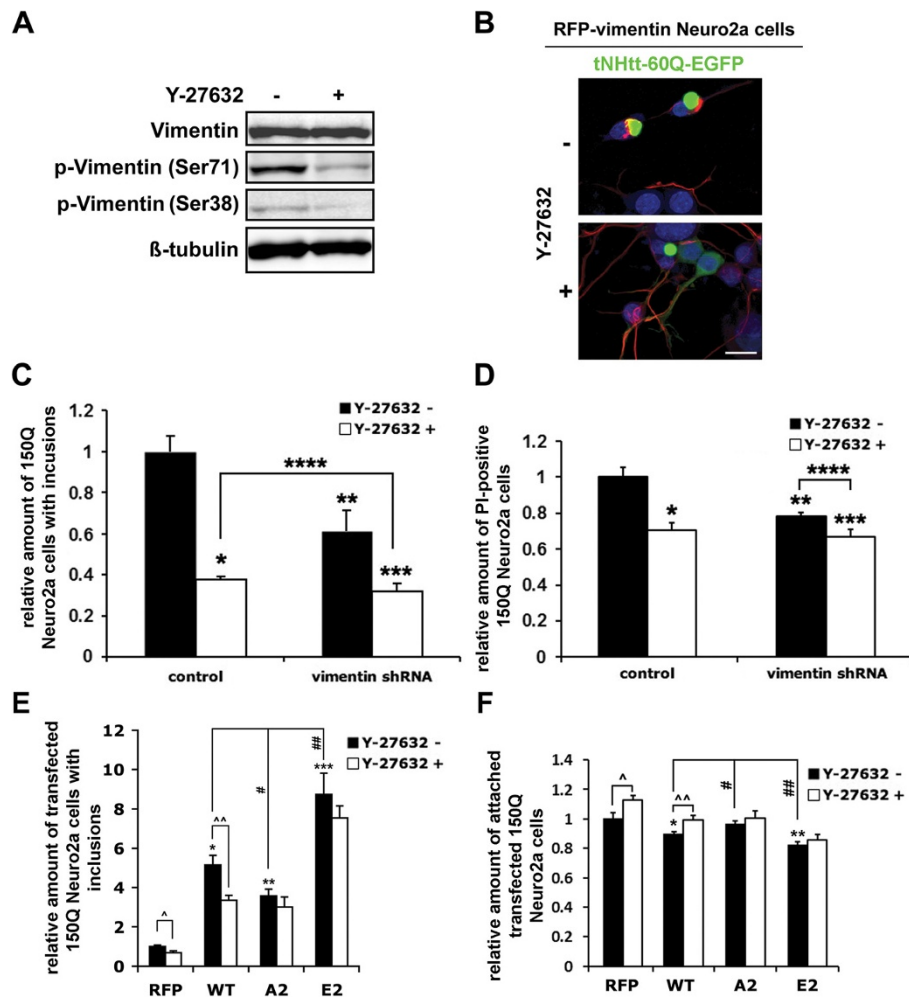 A
Y-27632 - +
Vimentin
p-Vimentin (Ser71)
p-Vimentin (Ser38)
ß-tubulin
B
RFP-vimentin Neuro2a cells
tNHtt-60Q-EGFP
Y-27632
-
+
C
relative amount of 150Q
Neuro2a cells with incusions
1.2
1
0.8
0.6
0.4
0.2
0
Y-27632 -
Y-27632 +
****
*
**
***
control vimentin shRNA
D
relative amount of PI-positive
150Q Neuro2a cells
1.2
1
0.8
0.6
0.4
0.2
0
Y-27632 -
Y-27632 +
****
*
**
***
control vimentin shRNA
E
relative amount of transfected
150Q Neuro2a cells with
inclusions
12
10
8
6
4
2
0
Y-27632 -
Y-27632 +
^
^^
*
#
**
##
***
RFP WT A2 E2
F
relative amount of attached
transfected 150Q
Neuro2a cells
1.4
1.2
1
0.8
0.6
0.4
0.2
0
Y-27632 -
Y-27632 +
^
^^
*
#
##
**
RFP WT A2 E2